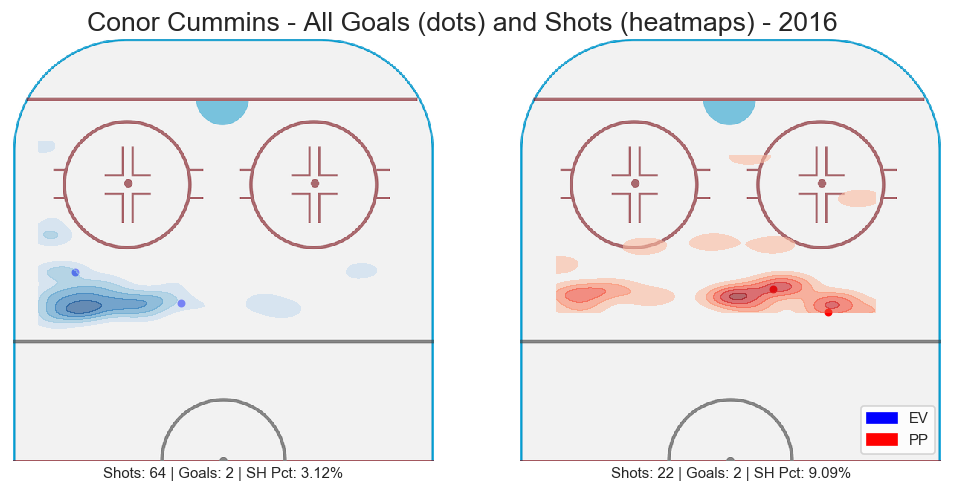 Conor Cummins - All Goals (dots) and Shots (heatmaps) - 2016
EV
PP
Shots: 64 | Goals: 2 | SH Pct: 3.12%
Shots: 22 | Goals: 2 | SH Pct: 9.09%